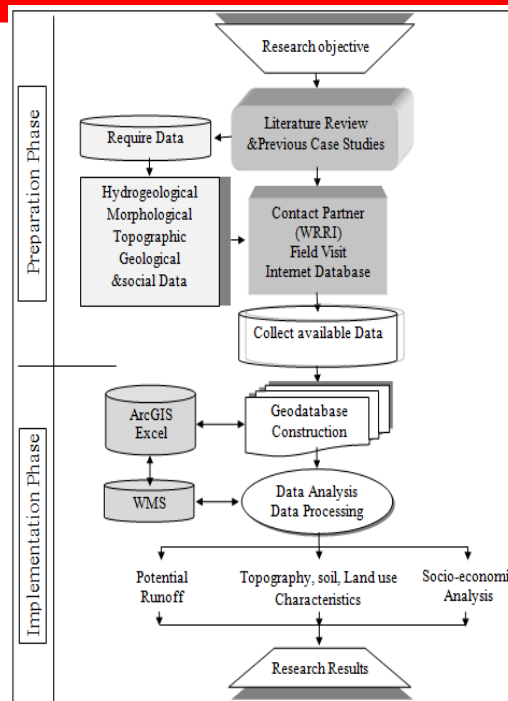 Preparation Phase
Research objective
Literature Review
&Previous Case Studies
Require Data
Hydrogeological
Morphological
Topographic
Geological
&social Data
Contact Partner
(WRRI)
Field Visit
Internet Database
Collect available Data
Implementation Phase
ArcGIS
Excel
Geodatabase
Construction
WMS
Data Analysis
Data Processing
Potential
Runoff
Topography, soil, Land use
Characteristics
Socio-economi
Analysis
Research Results